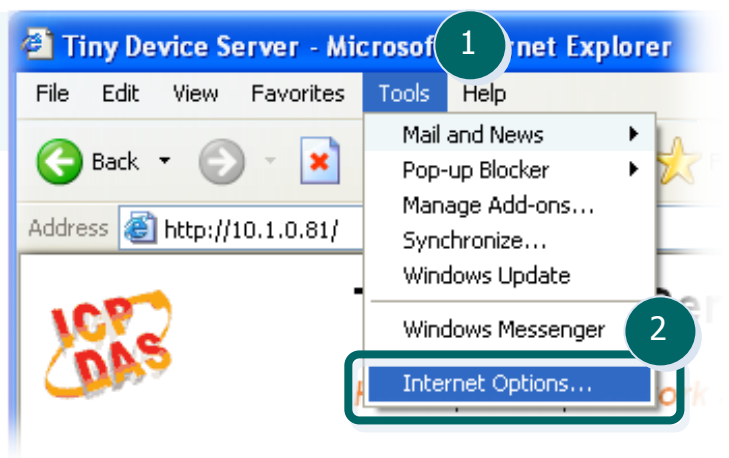 Tiny Device Server - Microsof rnet Explorer
1
File Edit View Favorites Tools Help
Back
Mail and News
Pop-up Blocker
Manage Add-ons...
Synchronize...
Windows Update
Windows Messenger
2
Internet Options...
Address http://10.1.0.81/
ICP
DAS